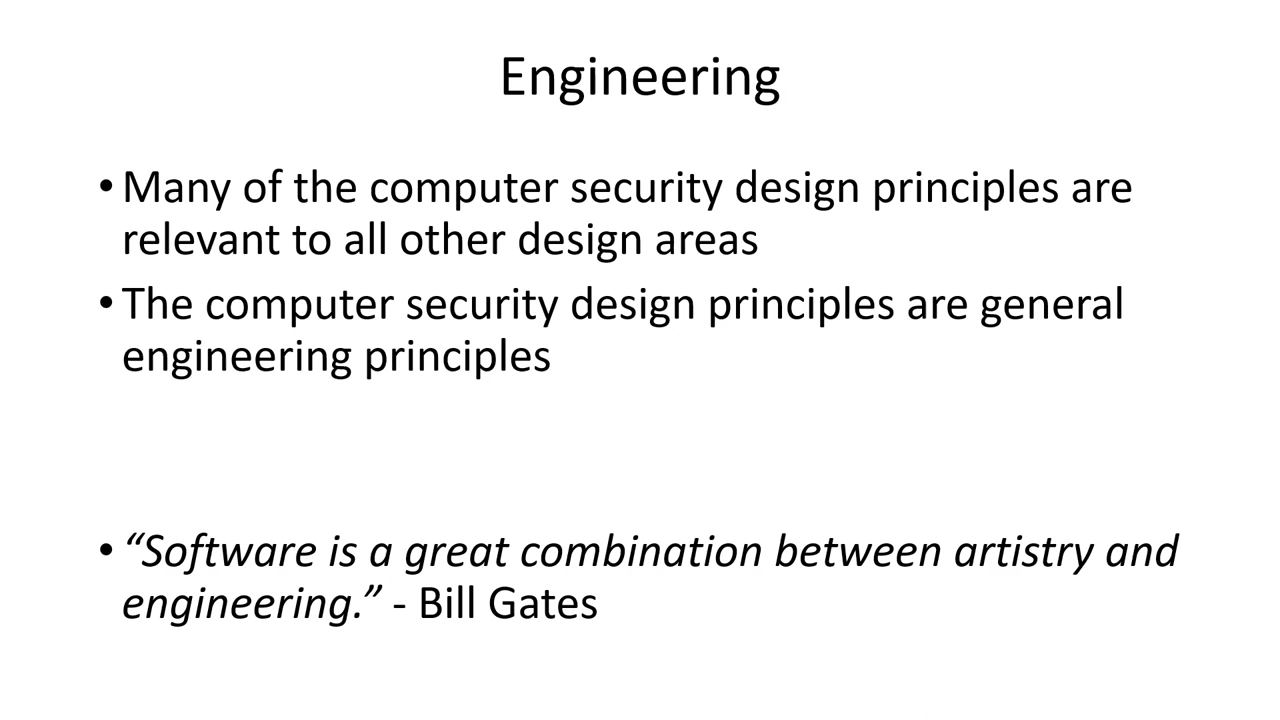 Engineering
• Many of the computer security design principles are
relevant to all other design areas
• The computer security design principles are general
engineering principles
• “Software is a great combination between artistry and
engineering.” - Bill Gates